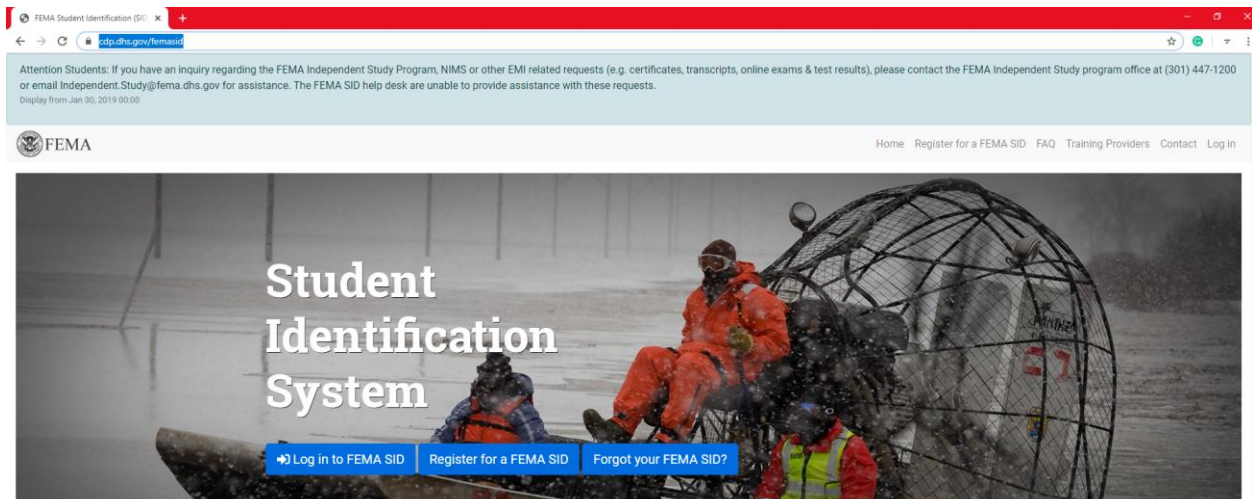 FEMA Student Identification (SID
cdp.dhs.gov/femasid
Attention Students: If you have an inquiry regarding the FEMA Independent Study Program, NIMS or other EMI related requests (e.g. certificates, transcripts, online exams & test results), please contact the FEMA Independent Study program office at (301) 447-1200
or email Independent.Study@fema.dhs.gov for assistance. The FEMA SID help desk are unable to provide assistance with these requests.
Display from Jan 30, 2019 00:00
FEMA
Home Register for a FEMA SID FAQ Training Providers Contact Log in
Student
Identification
System
PANTHER
Log in to FEMA SID Register for a FEMA SID Forgot your FEMA SID?